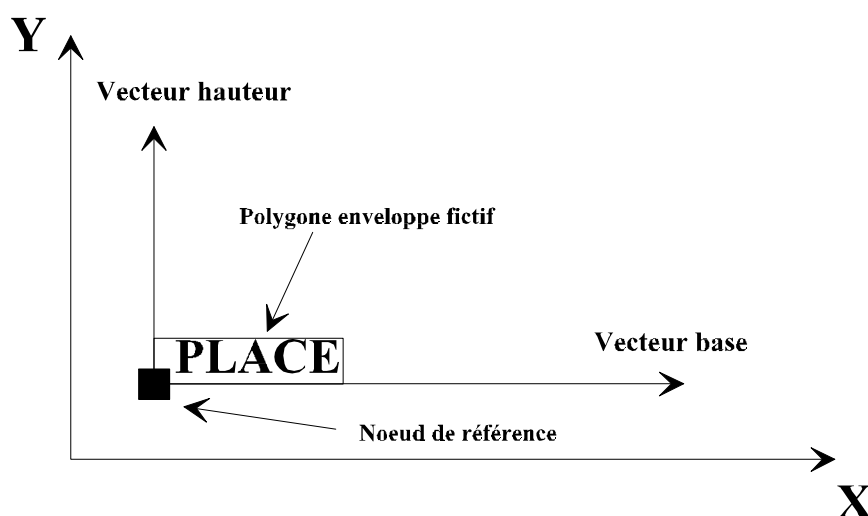 Y
Vecteur hauteur
Polygone enveloppe fictif
PLACE
Vecteur base
Noeud de référence
X